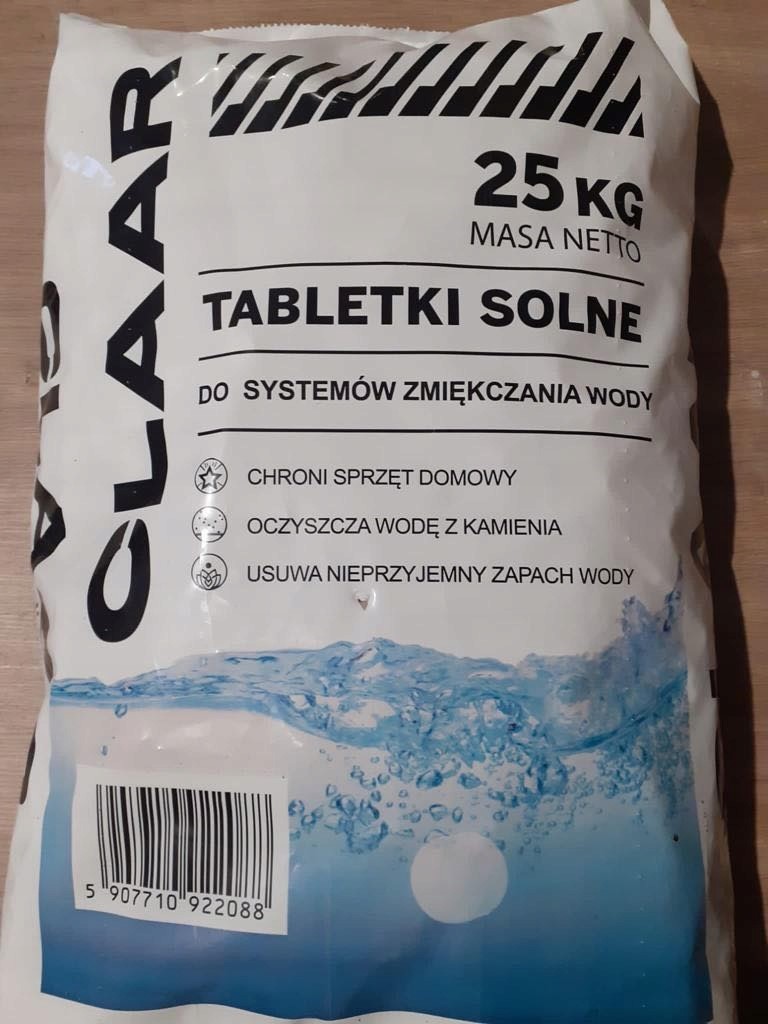 CLAAR
25 KG
MASA NETTO
TABLETKI SOLNE
DO SYSTEMÓW ZMIĘKCZANIA WODY
CHRONI SPRZĘT DOMOWY
OCZYSZCZA WODĘ Z KAMIENIA
USUWA NIEPRZYJEMNY ZAPACH WODY
5 907710 922088